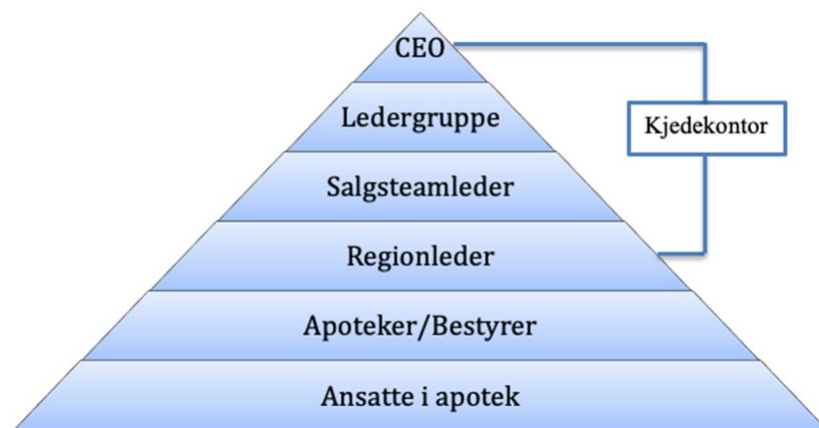 CEO
Kjedekontor
Ledergruppe
Salgsteamleder
Regionleder
Apoteker/Bestyrer
Ansatte i apotek